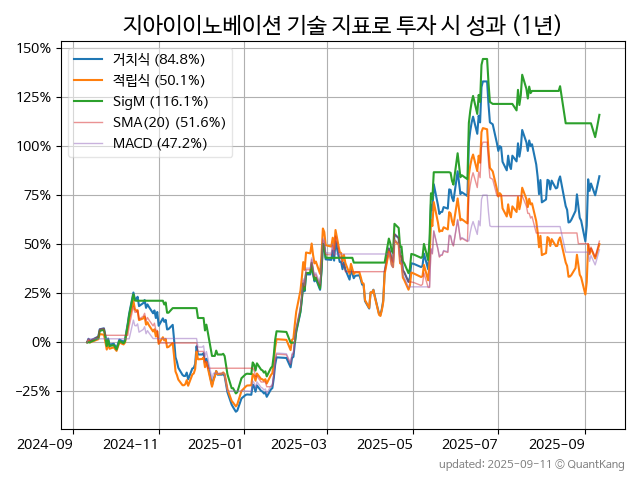 지아이이노베이션 기술 지표로 투자 시 성과 (1년)
150%
125%
100%
75%
50%
25%
0%
−25%
거치식 (84.8%)
적립식 (50.1%)
SigM (116.1%)
SMA(20) (51.6%)
MACD (47.2%)
2024-09
2024-11
2025-01
2025-03
2025-05
2025-07
2025-09
updated: 2025-09-11 © QuantKang